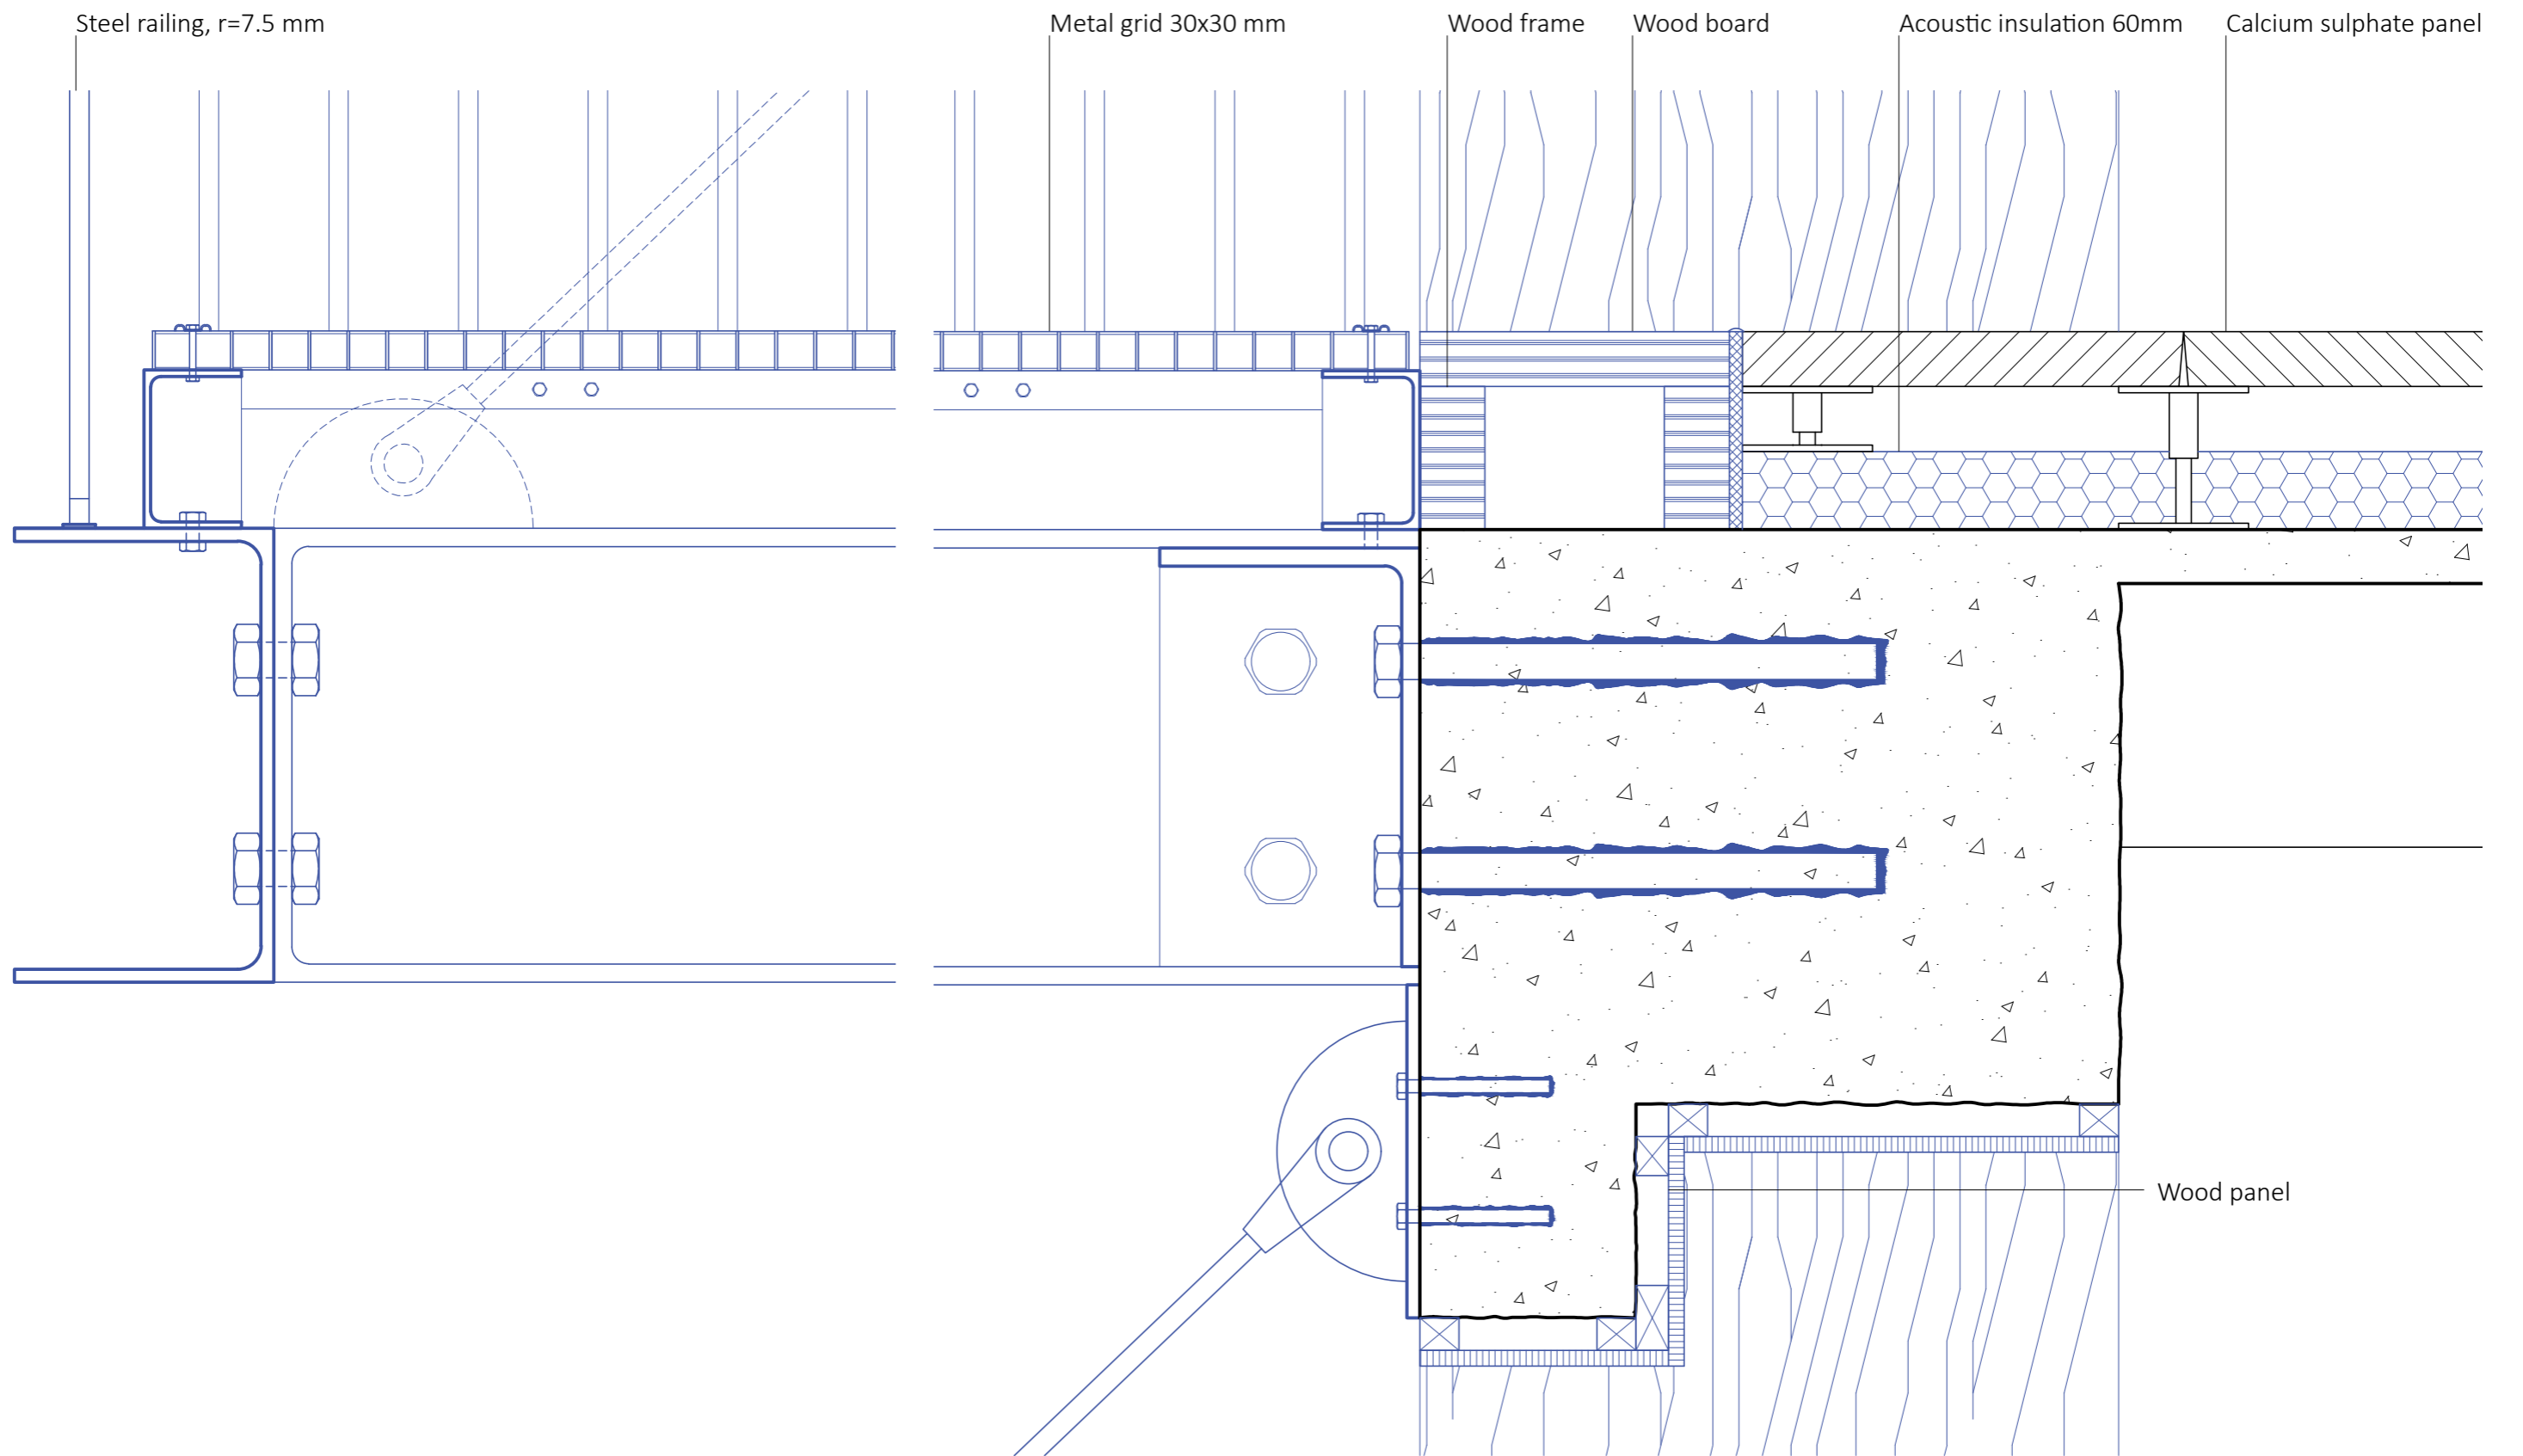 Steel railing, r=7.5 mm
Metal grid 30x30 mm
Wood frame
Wood board
Acoustic insulation 60mm
Calcium sulphate panel
Wood panel